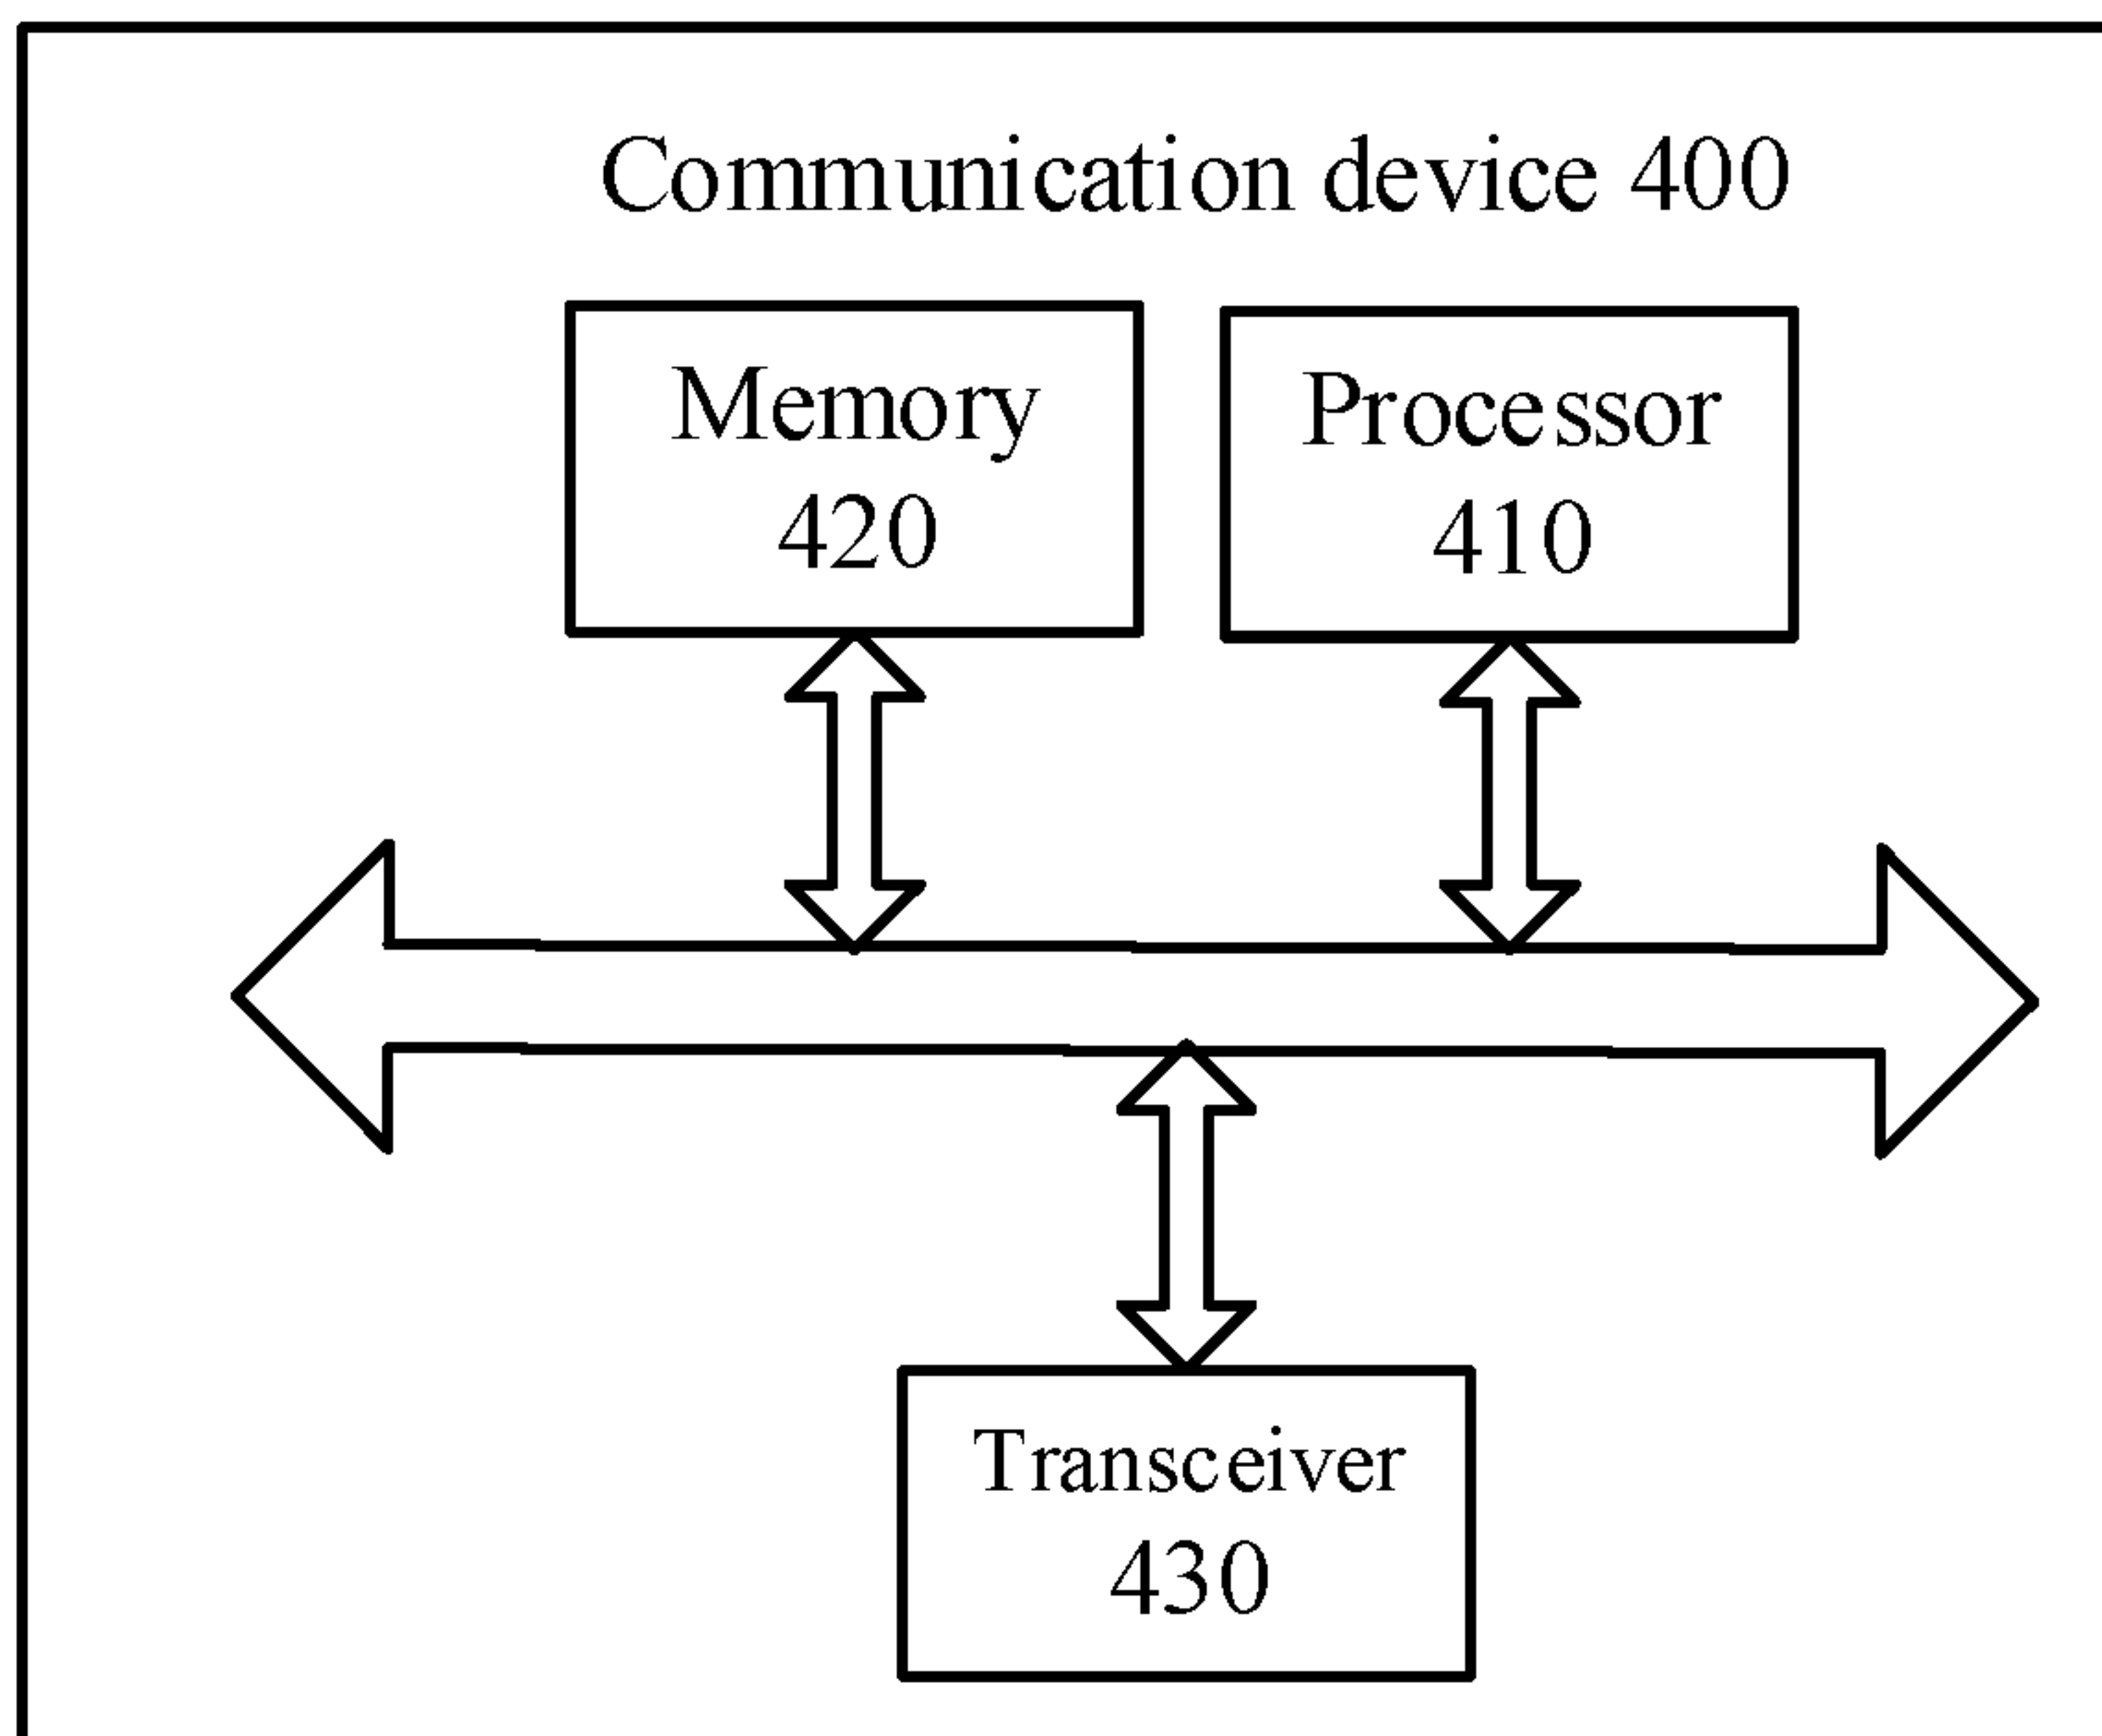 Communication device 400
Memory
420
Processor
410
Transceiver
430